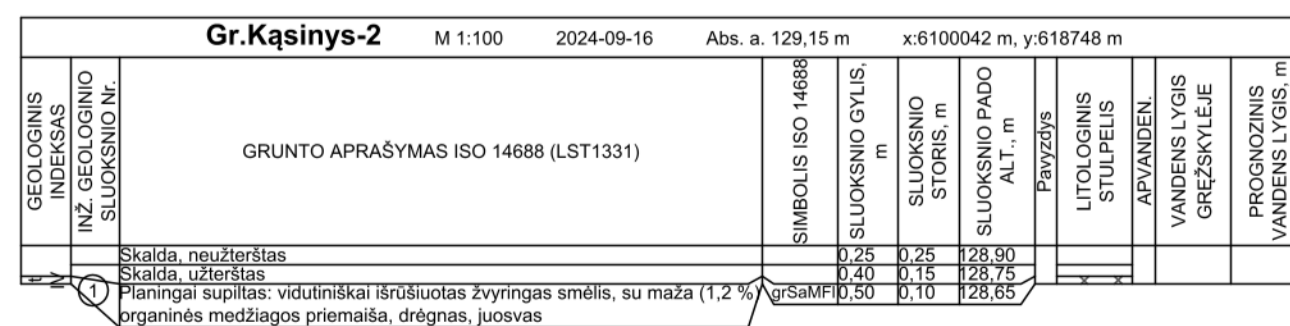 Gr.Kąsinys-2 M 1:100 2024-09-16 Abs. a. 129,15 m x:6100042 m, y:618748 m
GEOLOGINIS
INDEKSAS
INŽ. GEOLOGINIO
SLUOKSNIO Nr.
GRUNTO APRAŠYMAS ISO 14688 (LST1331)
SIMBOLIS ISO 14688
SLUOKSNIO GYLIS,
m
SLUOKSNIO
STORIS, m
SLUOKSNIO PADO
ALT., m
Pavyzdys
LITOLOGINIS
STULPELIS
APVANDEN.
VANDENS LYGIS
GRĘŽSKYLĖJE
PROGNOZINIS
VANDENS LYGIS, m
Skalda, neužterštas 0,25 0,25 128,90
Skalda, užterštas 0,40 0,15 128,75
t IV
1 Planingai supiltas: vidutiniškai išrūšiuotas žvyringas smėlis, su maža (1,2 %) grSaMFl 0,50 0,10 128,65
organinės medžiagos priemaiša, drėgnas, juosvas